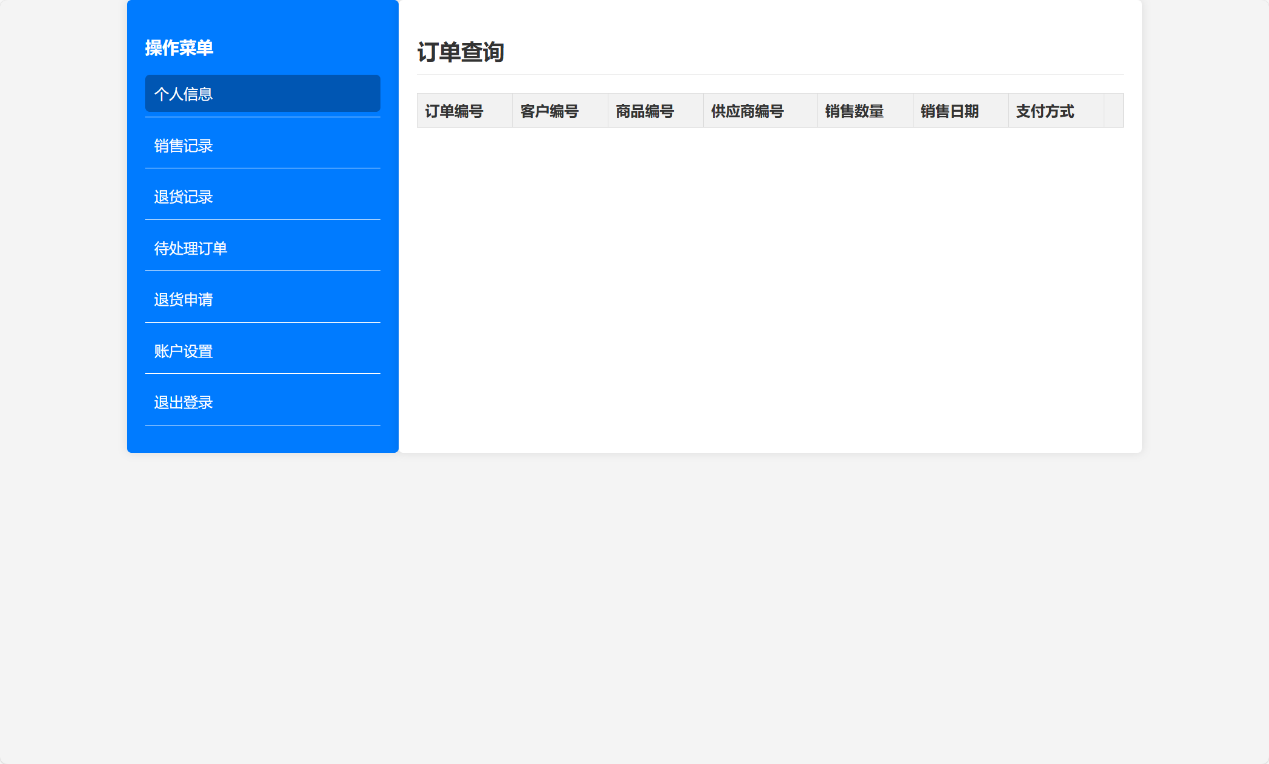 操作菜单
个人信息
销售记录
退货记录
待处理订单
退货申请
账户设置
退出登录
订单查询
订单编号 客户编号 商品编号 供应商编号 销售数量 销售日期 支付方式